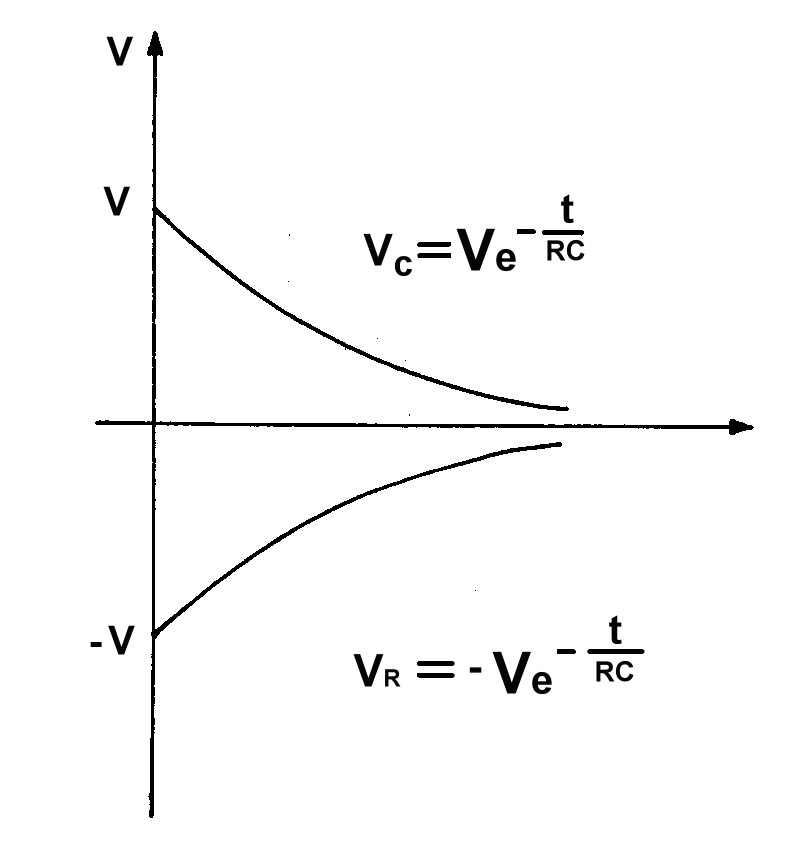 V
V
Vc=Ve^-t/RC
-V
VR = - Ve^-t/RC